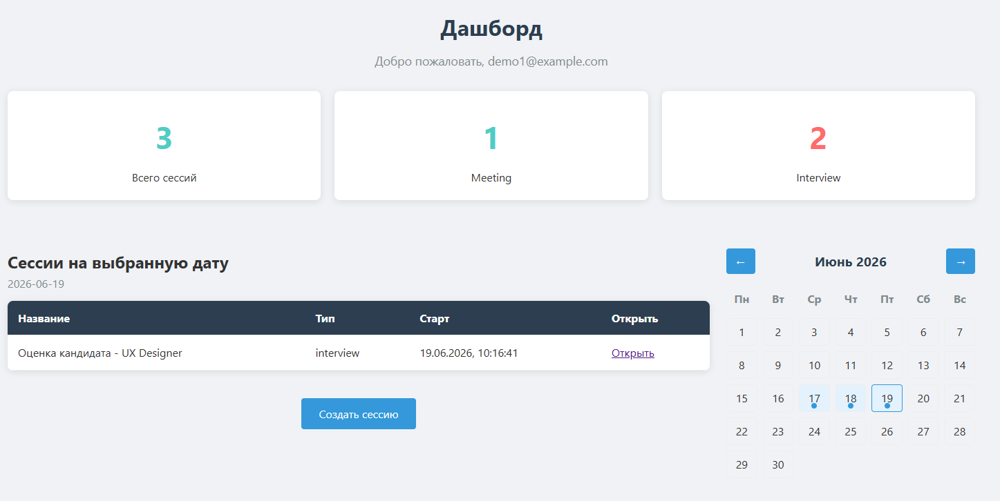 Дашборд
Добро пожаловать, demo1@example.com
3
Всего сессий
1
Meeting
2
Interview
Сессии на выбранную дату
2026-06-19
Название Тип Старт Открыть
Оценка кандидата - UX Designer interview 19.06.2026, 10:16:41 Открыть
Создать сессию
← Июнь 2026 →
Пн Вт Ср Чт Пт Сб Вс
1 2 3 4 5 6 7
8 9 10 11 12 13 14
15 16 17 18 19 20 21
22 23 24 25 26 27 28
29 30